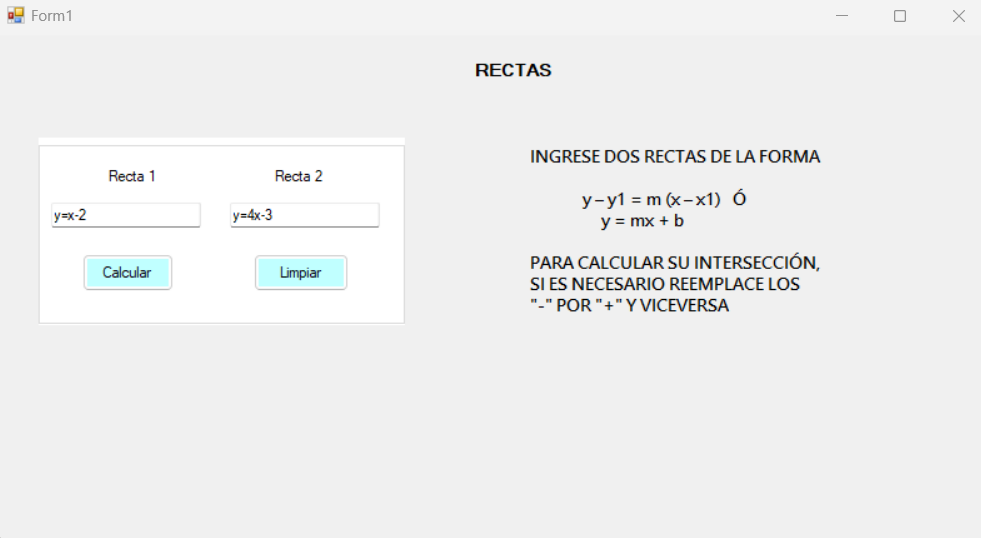 Form1
RECTAS
Recta 1
Recta 2
y=x-2
y=4x-3
Calcular
Limpiar
INGRESE DOS RECTAS DE LA FORMA
y – y1 = m (x – x1) Ó
y = mx + b
PARA CALCULAR SU INTERSECCIÓN,
SI ES NECESARIO REEMPLACE LOS
"-" POR "+" Y VICEVERSA